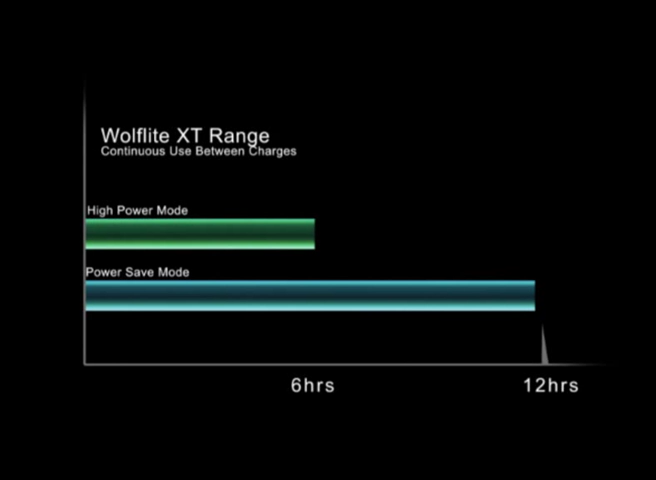 Wolflite XT Range
Continuous Use Between Charges
High Power Mode
Power Save Mode
6hrs
12hrs